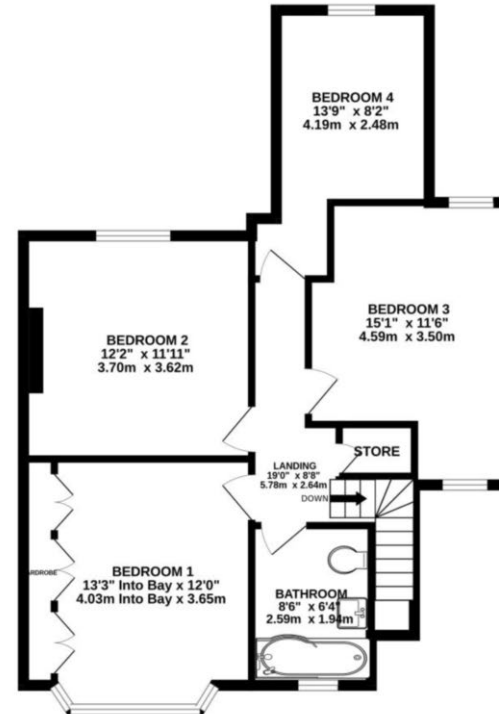 BEDROOM 4
13'9" x 8'2"
4.19m x 2.48m
BEDROOM 3
15'1" x 11'6"
4.59m x 3.50m
BEDROOM 2
12'2" x 11'11"
3.70m x 3.62m
STORE
LANDING
19'0" x 8'8"
5.78m x 2.64m
DOWN
BEDROOM 1
13'3" Into Bay x 12'0"
4.03m Into Bay x 3.65m
BATHROOM
8'6" x 6'4"
2.59m x 1.94m